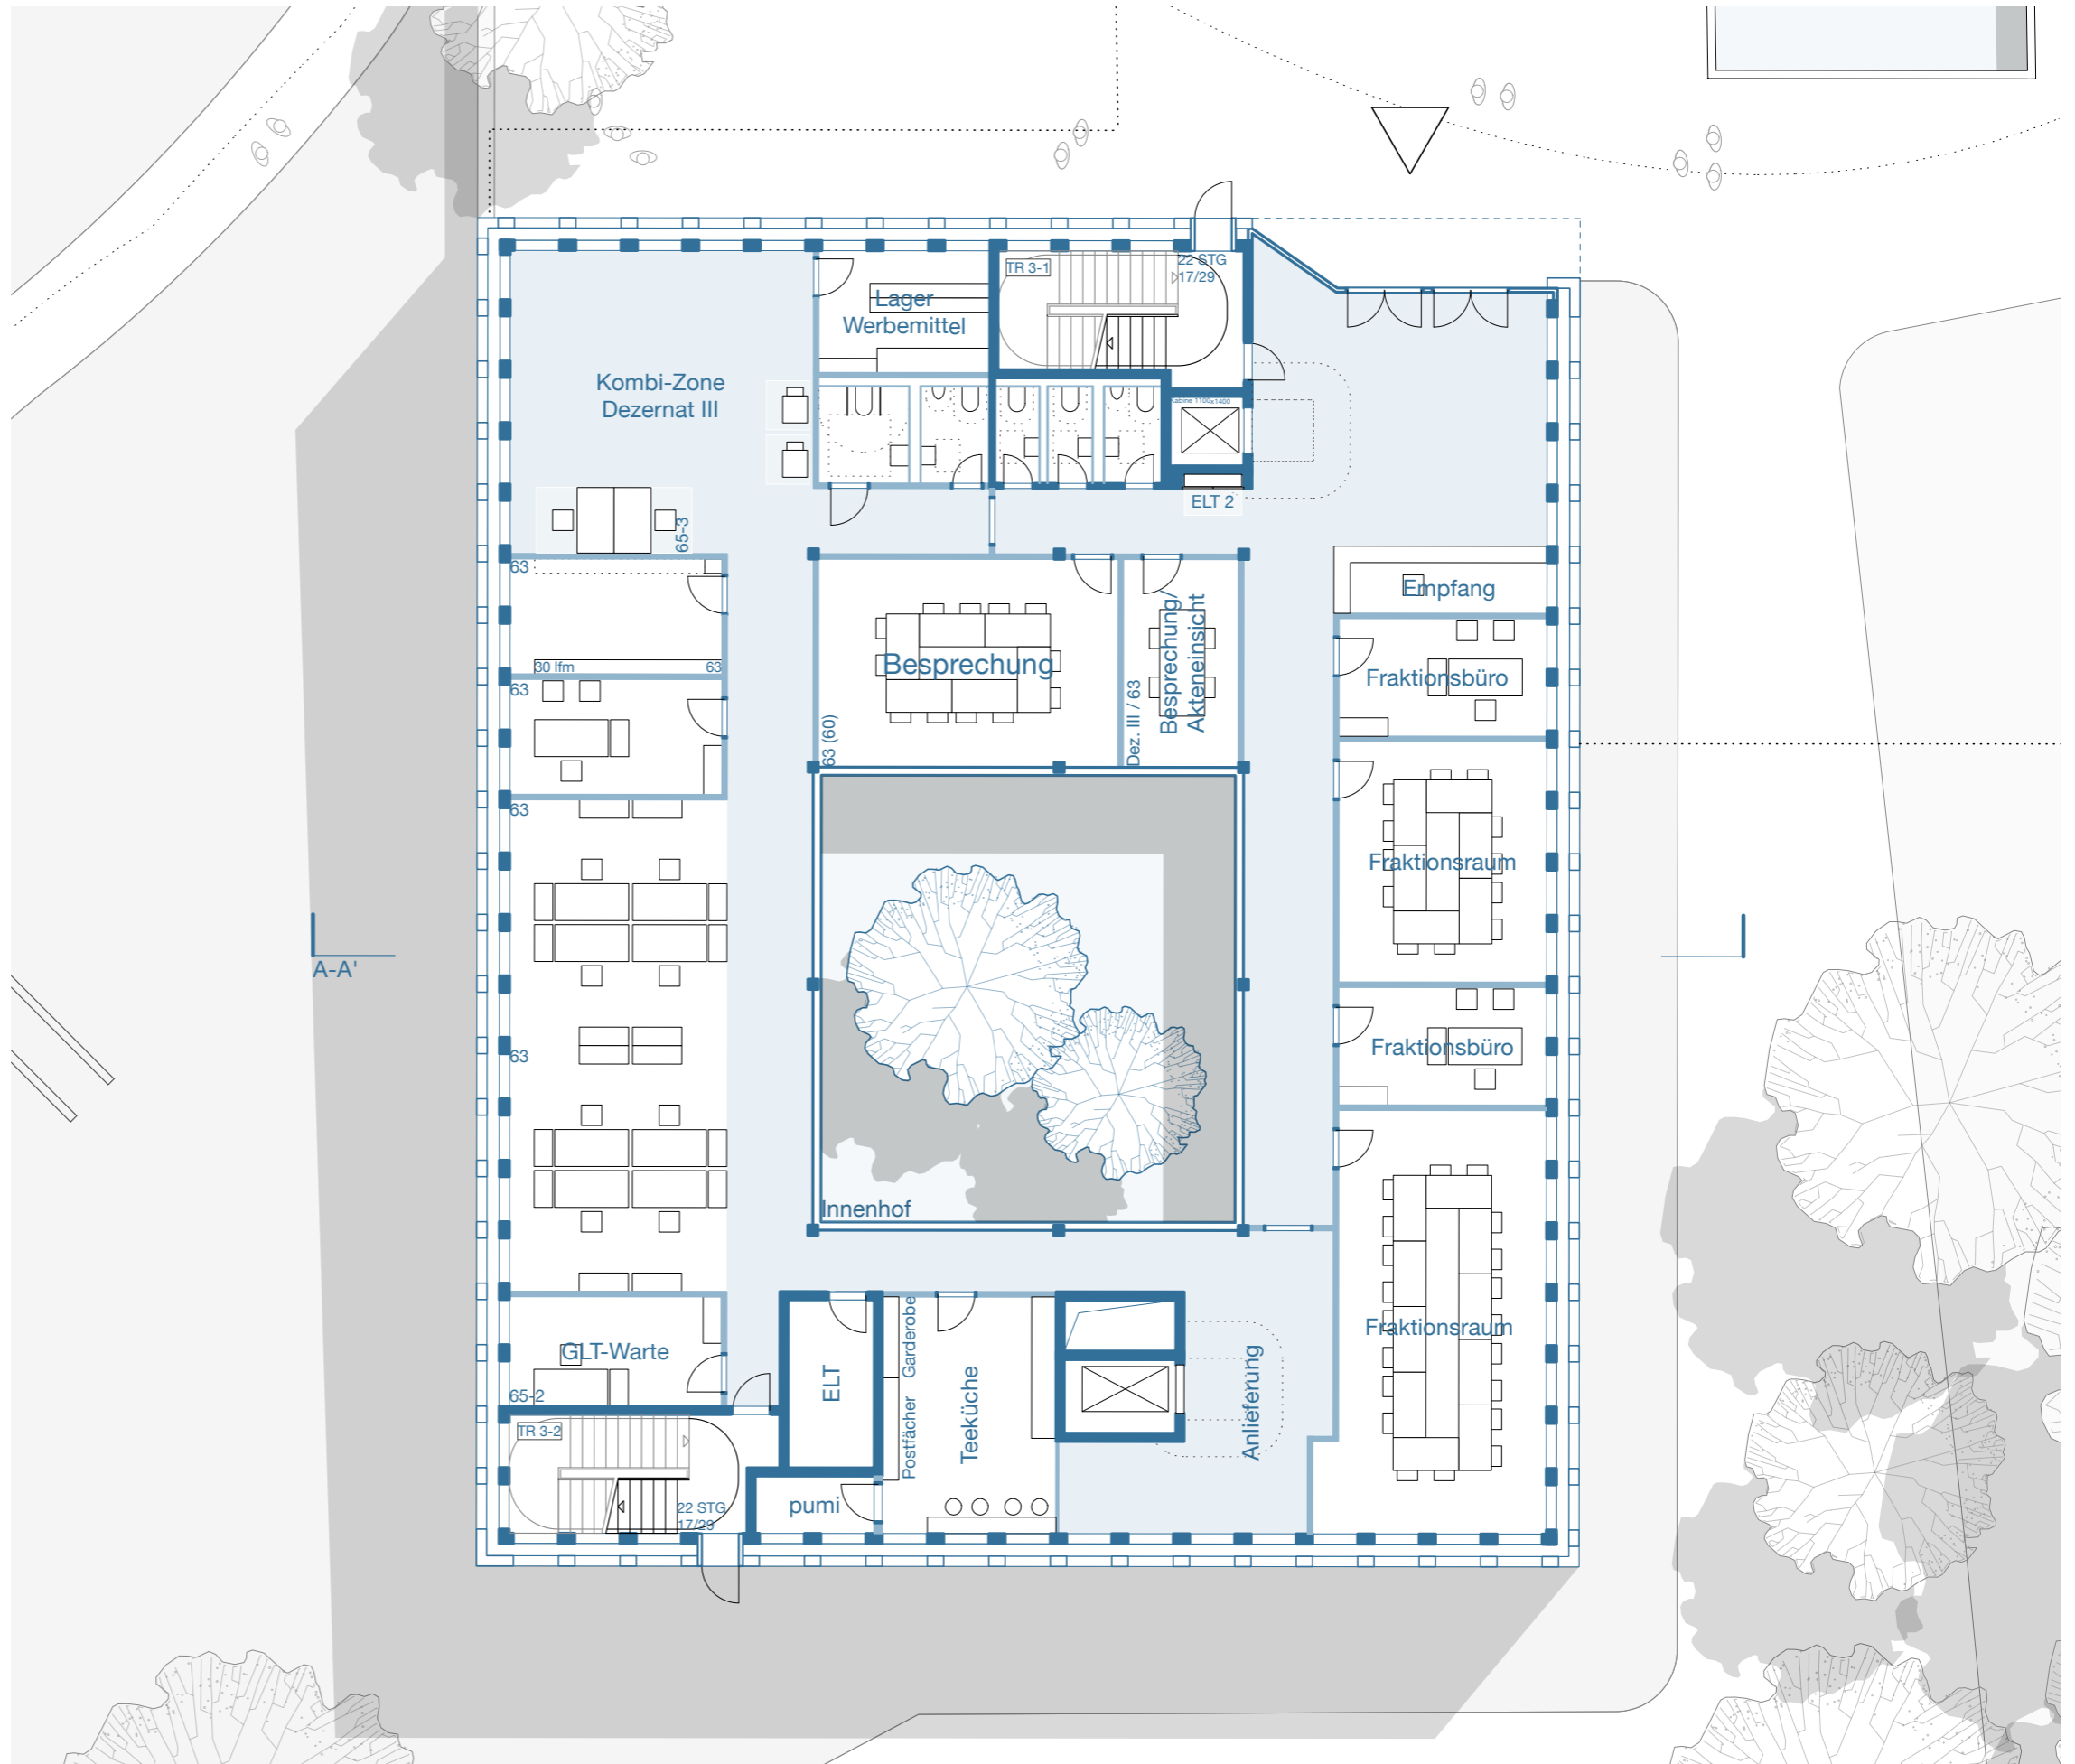 TR 3-1
22 STG
17/29
Lager
Werbemittel
Kombi-Zone
Dezernat III
Kabine 1100x1400
ELT 2
65-3
63
Empfang
30 lfm
63
63
Besprechung
63 (60)
Besprechung/
Akteneinsicht
Dez. III / 63
Fraktionsbüro
63
Fraktionsraum
A-A'
63
Fraktionsbüro
Innenhof
GLT-Warte
65-2
ELT
Garderobe
Postfächer
Teeküche
Anlieferung
Fraktionsraum
TR 3-2
22 STG
17/29
pumi